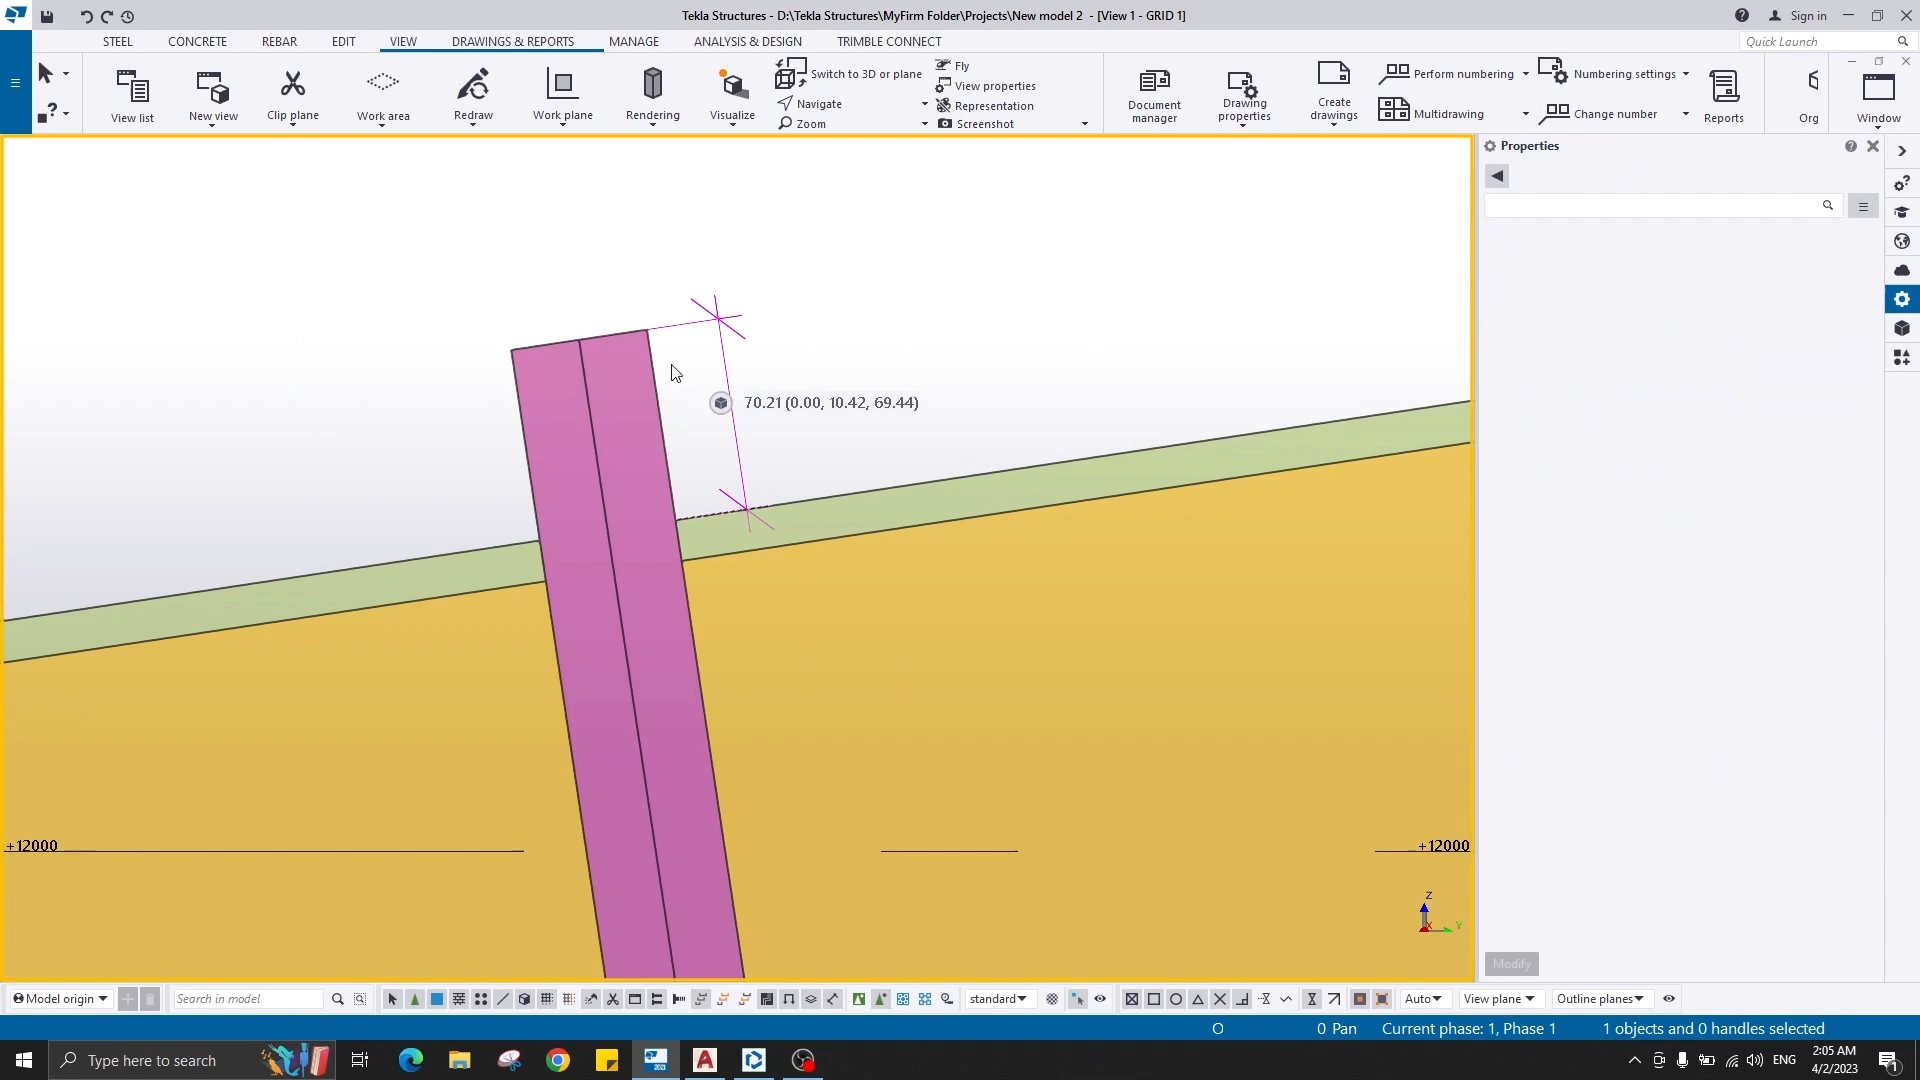 Tekla Structures - D:\Tekla Structures\MyFirm Folder\Projects\New model 2 - [View 1 - GRID 1]
Sign in
STEEL CONCRETE REBAR EDIT VIEW DRAWINGS & REPORTS MANAGE ANALYSIS & DESIGN TRIMBLE CONNECT
Quick Launch
View list
New view
Clip plane
Work area
Redraw
Work plane
Rendering
Visualize
Switch to 3D or plane
Navigate
Zoom
Fly
View properties
Representation
Screenshot
Document manager
Drawing properties
Create drawings
Perform numbering
Multidrawing
Numbering settings
Change number
Reports
Org
Window
Properties
70.21 (0.00, 10.42, 69.44)
+12000
+12000
Z
Y
X
Modify
Model origin
Search in model
standard
Auto
View plane
Outline planes
O
0 Pan
Current phase: 1, Phase 1
1 objects and 0 handles selected
Type here to search
2021
ENG
2:05 AM
4/2/2023
1